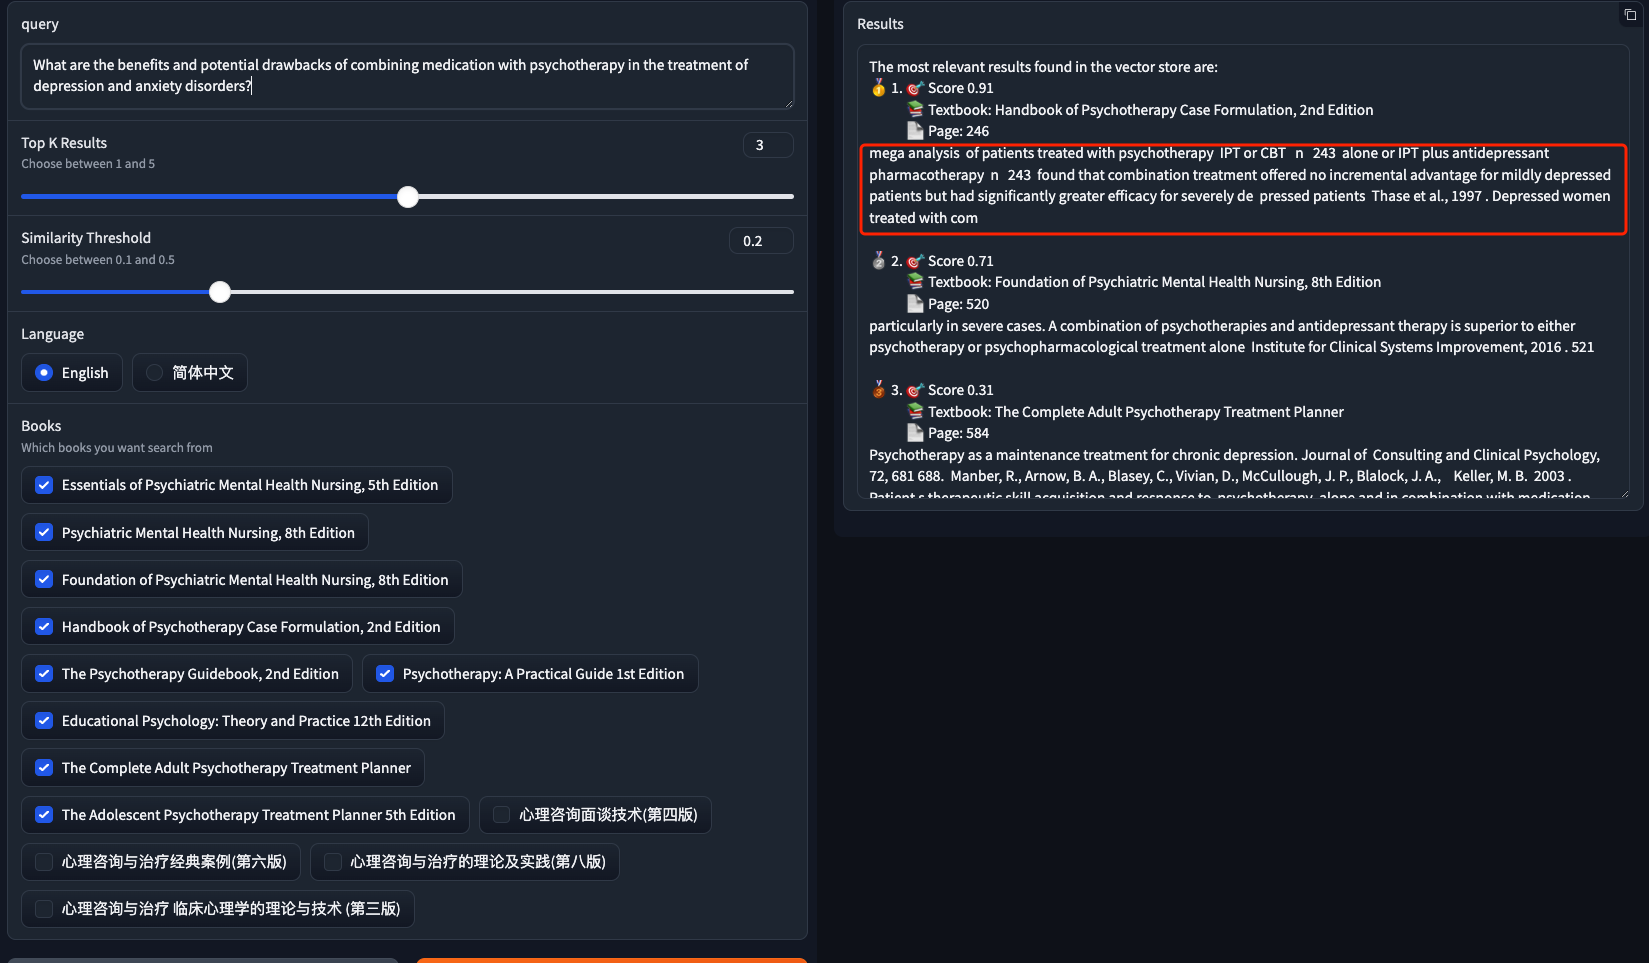 query
What are the benefits and potential drawbacks of combining medication with psychotherapy in the treatment of
depression and anxiety disorders?
Top K Results
3
Choose between 1 and 5
Similarity Threshold
0.2
Choose between 0.1 and 0.5
Language
English
简体中文
Books
Which books you want search from
Essentials of Psychiatric Mental Health Nursing, 5th Edition
Psychiatric Mental Health Nursing, 8th Edition
Foundation of Psychiatric Mental Health Nursing, 8th Edition
Handbook of Psychotherapy Case Formulation, 2nd Edition
The Psychotherapy Guidebook, 2nd Edition
Psychotherapy: A Practical Guide 1st Edition
Educational Psychology: Theory and Practice 12th Edition
The Complete Adult Psychotherapy Treatment Planner
The Adolescent Psychotherapy Treatment Planner 5th Edition
心理咨询面谈技术(第四版)
心理咨询与治疗经典案例(第六版)
心理咨询与治疗的理论及实践(第八版)
心理咨询与治疗 临床心理学的理论与技术 (第三版)
Results
The most relevant results found in the vector store are:
🥇 1. 🎯 Score 0.91
📚 Textbook: Handbook of Psychotherapy Case Formulation, 2nd Edition
📄 Page: 246
mega analysis of patients treated with psychotherapy IPT or CBT n 243 alone or IPT plus antidepressant
pharmacotherapy n 243 found that combination treatment offered no incremental advantage for mildly depressed
patients but had significantly greater efficacy for severely de pressed patients Thase et al., 1997 . Depressed women
treated with com
🥈 2. 🎯 Score 0.71
📚 Textbook: Foundation of Psychiatric Mental Health Nursing, 8th Edition
📄 Page: 520
particularly in severe cases. A combination of psychotherapies and antidepressant therapy is superior to either
psychotherapy or psychopharmacological treatment alone Institute for Clinical Systems Improvement, 2016 . 521
🥉 3. 🎯 Score 0.31
📚 Textbook: The Complete Adult Psychotherapy Treatment Planner
📄 Page: 584
Psychotherapy as a maintenance treatment for chronic depression. Journal of Consulting and Clinical Psychology,
72, 681 688. Manber, R., Arnow, B. A., Blasey, C., Vivian, D., McCullough, J. P., Blalock, J. A., Keller, M. B. 2003 .
Patient s therapeutic skill acquisition and response to psychotherapy, alone and in combination with medication